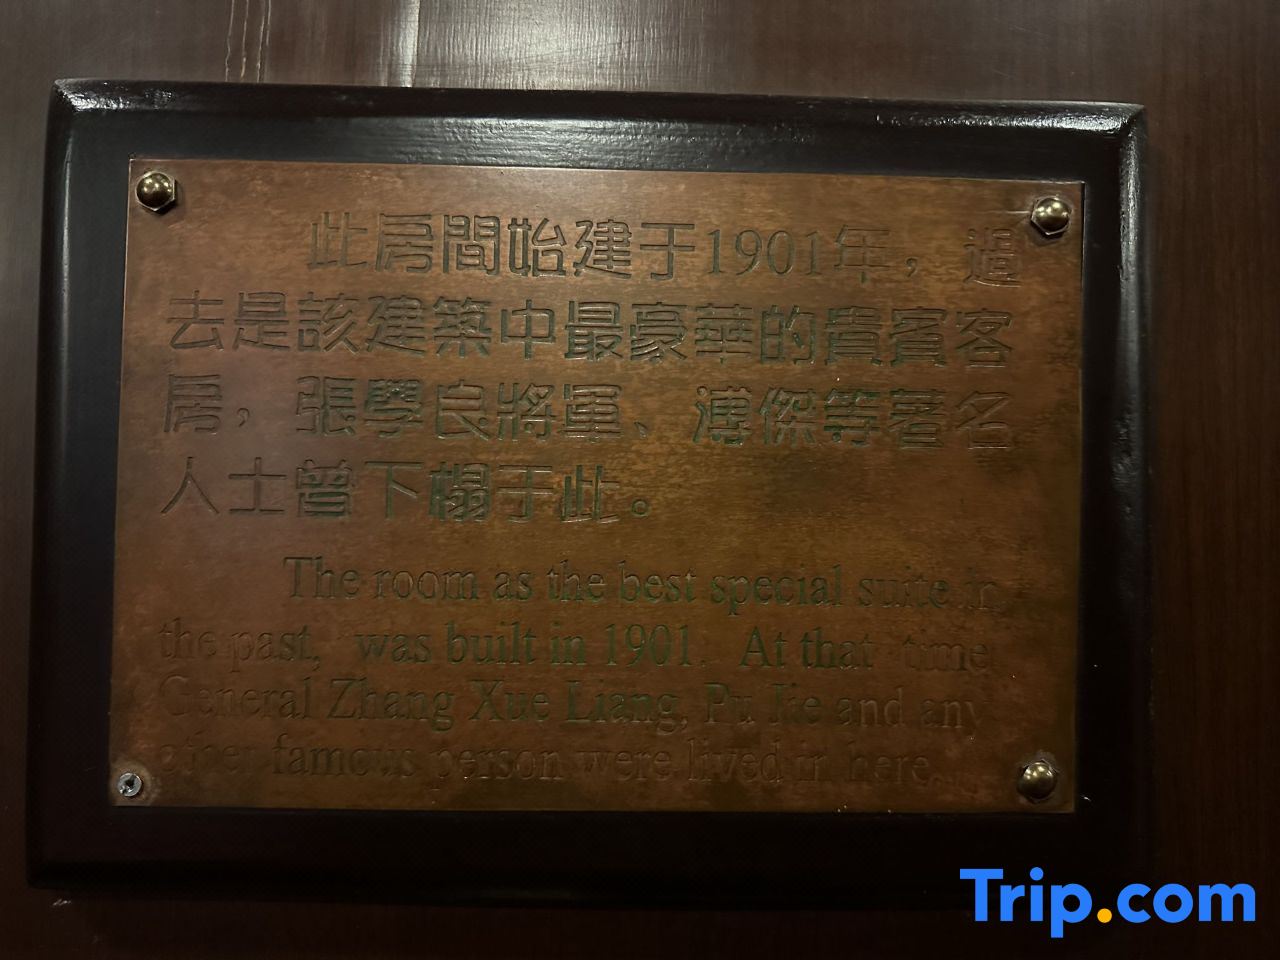 此房間始建于1901年，過
去是該建築中最豪華的貴賓客
房，張學良將軍、溥傑等著名
人士曾下榻于此。
The room as the best special suite in
the past, was built in 1901. At that time
General Zhang Xue Liang, Pu Jie and any
other famous person were lived in here.
Trip.com